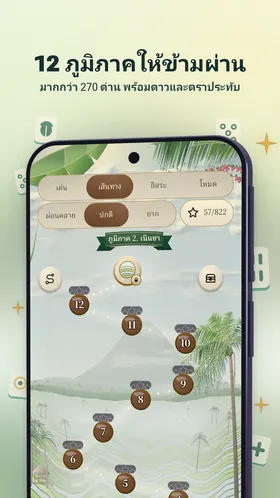 12 ภูมิภาคให้ข้ามผ่าน
มากกว่า 270 ด่าน พร้อมดาวและตราประทับ
เด่น เส้นทาง อิสระ โหมด
ผ่อนคลาย ปกติ ยาก 57/822
ภูมิภาค 2. เนินชา
12
11
10
9
8
7
6
5
4